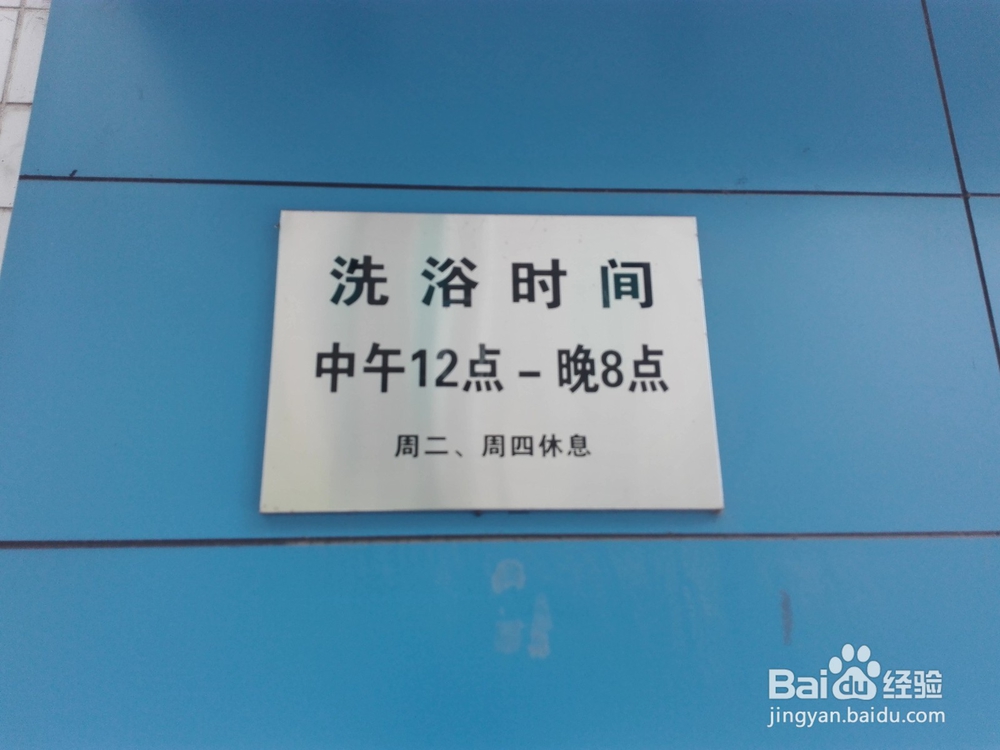 洗浴时间
中午12点－晚8点
周二、周四休息
Baidu经验
jingyan.baidu.com